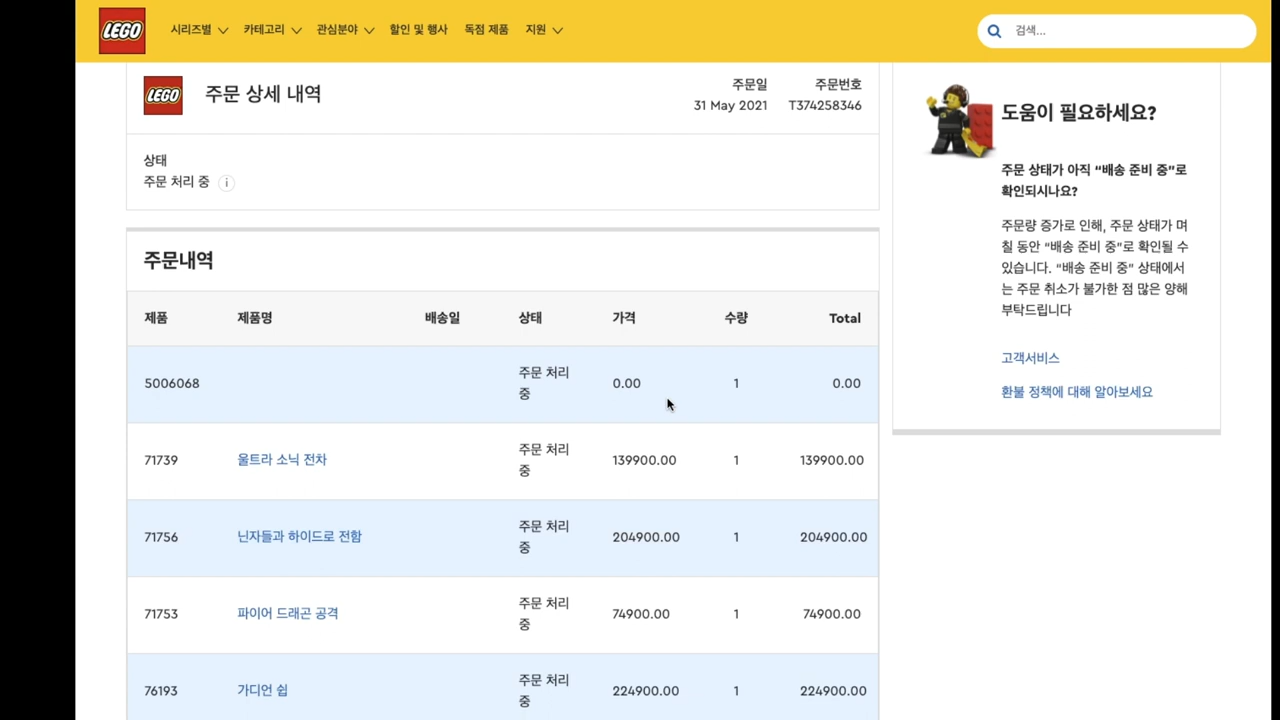 LEGO
시리즈별
카테고리
관심분야
할인 및 행사
독점 제품
지원
검색...
LEGO
주문 상세 내역
주문일
31 May 2021
주문번호
T374258346
상태
주문 처리 중
i
도움이 필요하세요?
주문 상태가 아직 “배송 준비 중”로
확인되시나요?
주문량 증가로 인해, 주문 상태가 며
칠 동안 “배송 준비 중”로 확인될 수
있습니다. “배송 준비 중” 상태에서
는 주문 취소가 불가한 점 많은 양해
부탁드립니다
고객서비스
환불 정책에 대해 알아보세요
주문내역
제품 제품명 배송일 상태 가격 수량 Total
5006068 주문 처리 중 0.00 1 0.00
71739 울트라 소닉 전차 주문 처리 중 139900.00 1 139900.00
71756 닌자들과 하이드로 전함 주문 처리 중 204900.00 1 204900.00
71753 파이어 드래곤 공격 주문 처리 중 74900.00 1 74900.00
76193 가디언 쉽 주문 처리 중 224900.00 1 224900.00